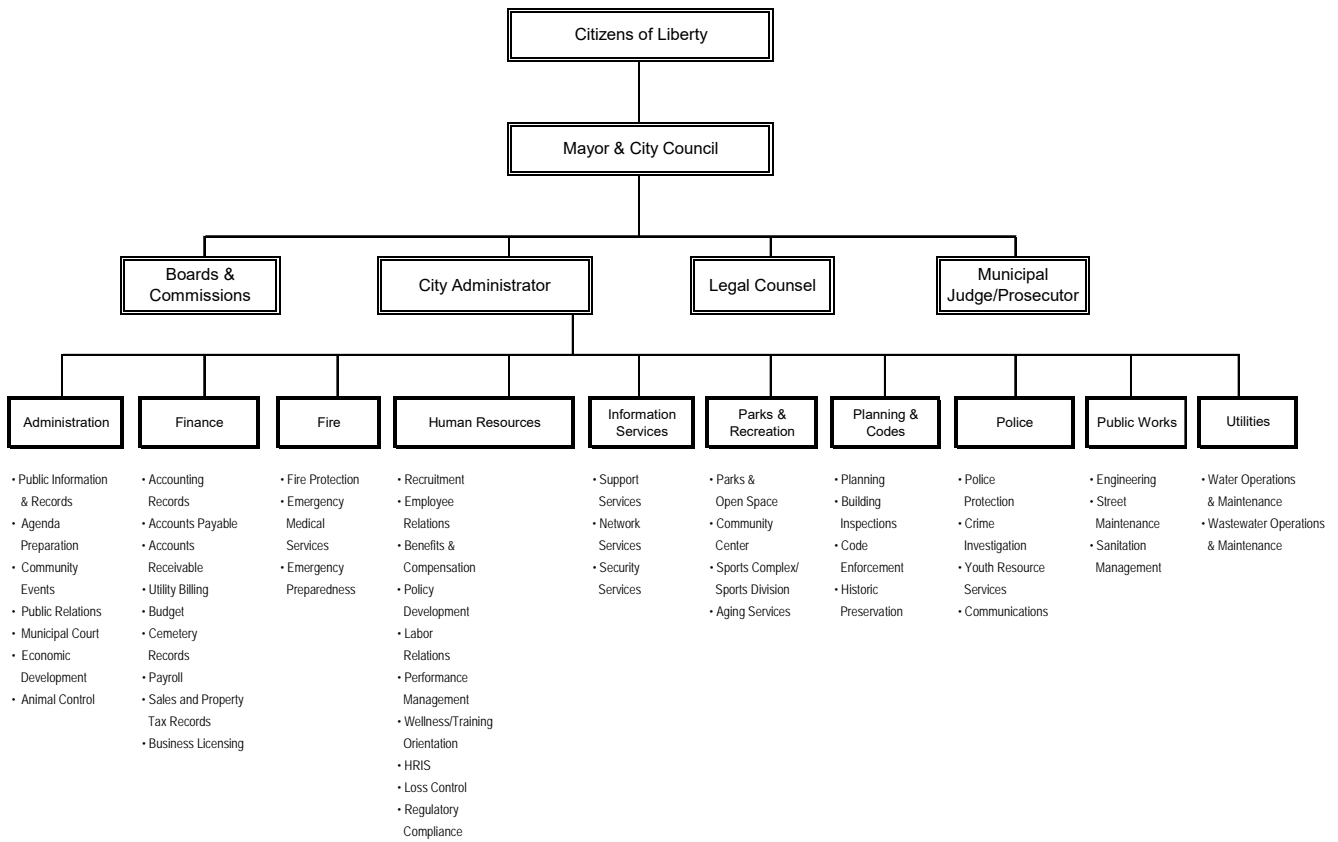 Citizens of Liberty
Mayor & City Council
Boards &
Commissions
City Administrator
Legal Counsel
Municipal
Judge/Prosecutor
Administration
Finance
Fire
Human Resources
Information
Services
Parks &
Recreation
Planning &
Codes
Police
Public Works
Utilities
• Public Information
& Records
• Agenda
Preparation
• Community
Events
• Public Relations
• Municipal Court
• Economic
Development
• Animal Control
• Accounting
Records
• Accounts Payable
• Accounts
Receivable
• Utility Billing
• Budget
• Cemetery
Records
• Payroll
• Sales and Property
Tax Records
• Business Licensing
• Fire Protection
• Emergency
Medical
Services
• Emergency
Preparedness
• Recruitment
• Employee
Relations
• Benefits &
Compensation
• Policy
Development
• Labor
Relations
• Performance
Management
• Wellness/Training
Orientation
• HRIS
• Loss Control
• Regulatory
Compliance
• Support
Services
• Network
Services
• Security
Services
• Parks &
Open Space
• Community
Center
• Sports Complex/
Sports Division
• Aging Services
• Planning
• Building
Inspections
• Code
Enforcement
• Historic
Preservation
• Police
Protection
• Crime
Investigation
• Youth Resource
Services
• Communications
• Engineering
• Street
Maintenance
• Sanitation
Management
• Water Operations
& Maintenance
• Wastewater Operations
& Maintenance